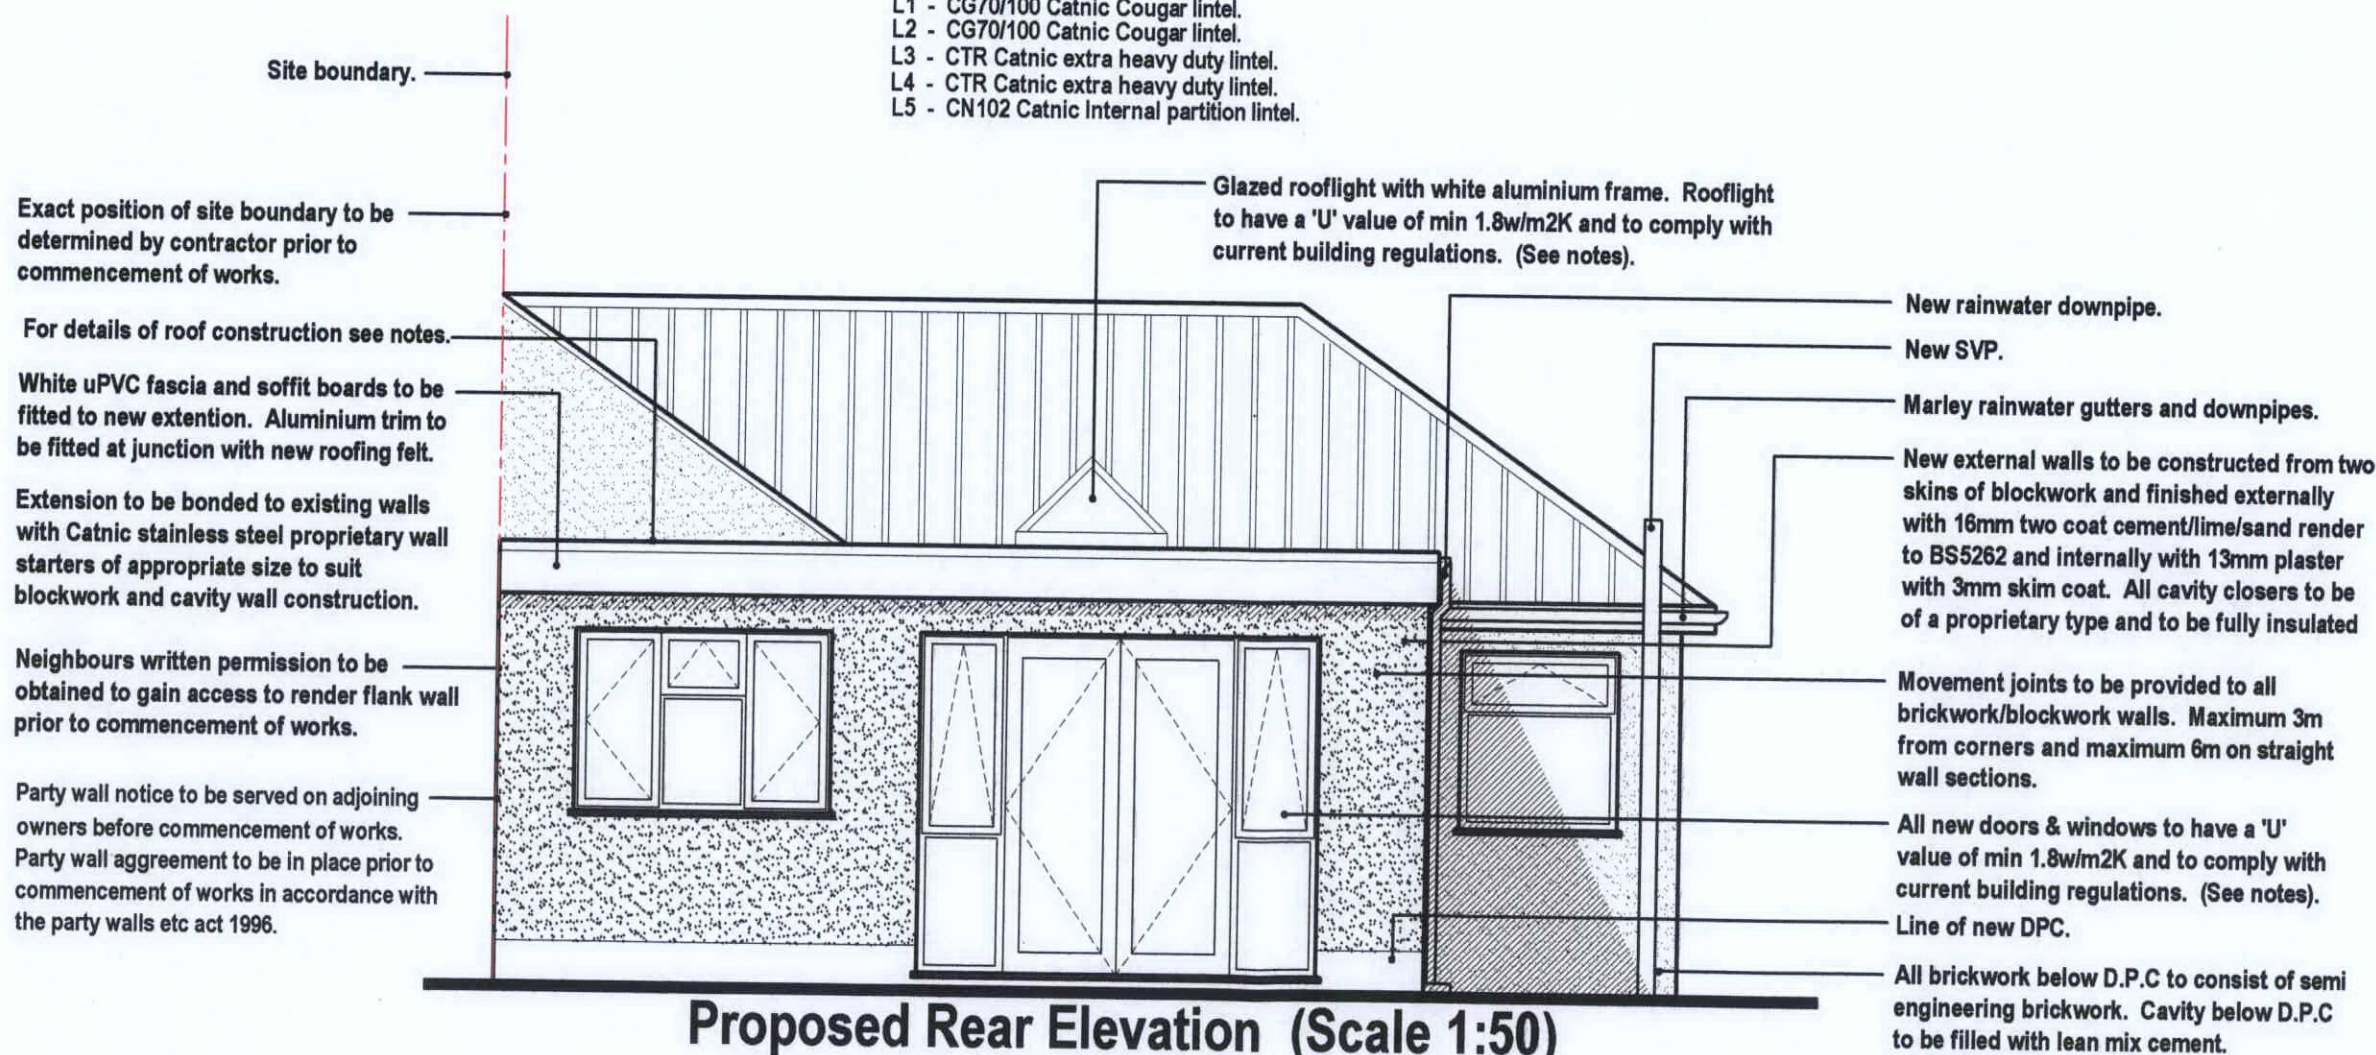 L1 - CG70/100 Catnic Cougar lintel.
L2 - CG70/100 Catnic Cougar lintel.
L3 - CTR Catnic extra heavy duty lintel.
L4 - CTR Catnic extra heavy duty lintel.
L5 - CN102 Catnic Internal partition lintel.
Site boundary.
Exact position of site boundary to be
determined by contractor prior to
commencement of works.
For details of roof construction see notes.
White uPVC fascia and soffit boards to be
fitted to new extention. Aluminium trim to
be fitted at junction with new roofing felt.
Extension to be bonded to existing walls
with Catnic stainless steel proprietary wall
starters of appropriate size to suit
blockwork and cavity wall construction.
Neighbours written permission to be
obtained to gain access to render flank wall
prior to commencement of works.
Party wall notice to be served on adjoining
owners before commencement of works.
Party wall aggreement to be in place prior to
commencement of works in accordance with
the party walls etc act 1996.
Glazed rooflight with white aluminium frame. Rooflight
to have a 'U' value of min 1.8w/m2K and to comply with
current building regulations. (See notes).
New rainwater downpipe.
New SVP.
Marley rainwater gutters and downpipes.
New external walls to be constructed from two
skins of blockwork and finished externally
with 16mm two coat cement/lime/sand render
to BS5262 and internally with 13mm plaster
with 3mm skim coat. All cavity closers to be
of a proprietary type and to be fully insulated
Movement joints to be provided to all
brickwork/blockwork walls. Maximum 3m
from corners and maximum 6m on straight
wall sections.
All new doors & windows to have a 'U'
value of min 1.8w/m2K and to comply with
current building regulations. (See notes).
Line of new DPC.
All brickwork below D.P.C to consist of semi
engineering brickwork. Cavity below D.P.C
to be filled with lean mix cement.
Proposed Rear Elevation (Scale 1:50)